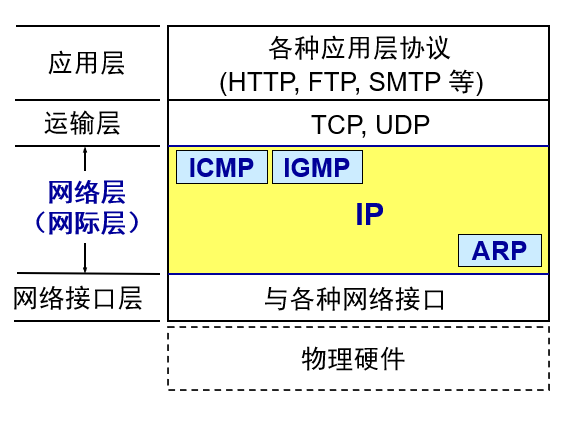 应用层
各种应用层协议
(HTTP, FTP, SMTP 等)
运输层
TCP, UDP
网络层
（网际层）
ICMP
IGMP
IP
ARP
网络接口层
与各种网络接口
物理硬件